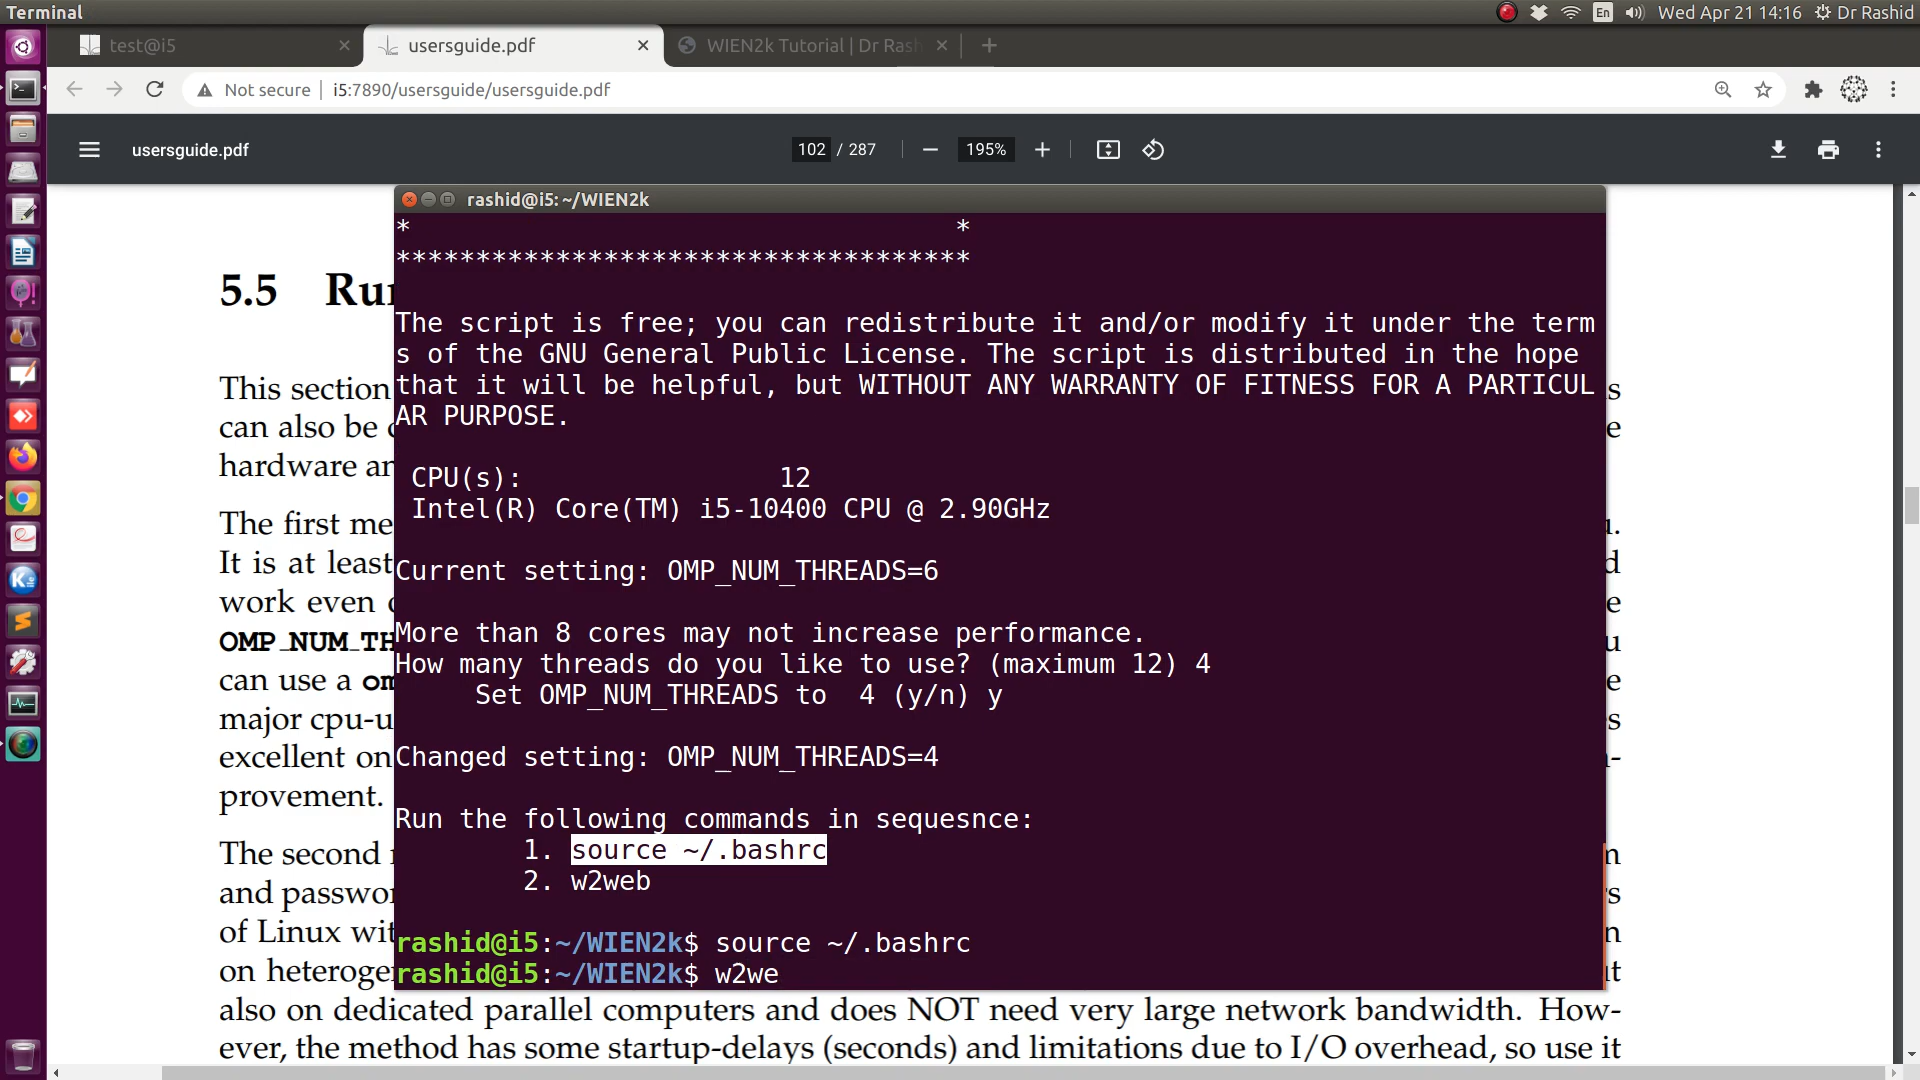 Terminal
En
Wed Apr 21 14:16
Dr Rashid
test@i5
usersguide.pdf
WIEN2k Tutorial | Dr Rash
Not secure | i5:7890/usersguide/usersguide.pdf
usersguide.pdf
102 / 287
195%
rashid@i5: ~/WIEN2k
* *
************************************
The script is free; you can redistribute it and/or modify it under the term
s of the GNU General Public License. The script is distributed in the hope
that it will be helpful, but WITHOUT ANY WARRANTY OF FITNESS FOR A PARTICUL
AR PURPOSE.
CPU(s): 12
Intel(R) Core(TM) i5-10400 CPU @ 2.90GHz
Current setting: OMP_NUM_THREADS=6
More than 8 cores may not increase performance.
How many threads do you like to use? (maximum 12) 4
Set OMP_NUM_THREADS to 4 (y/n) y
Changed setting: OMP_NUM_THREADS=4
Run the following commands in sequesnce:
1. source ~/.bashrc
2. w2web
rashid@i5:~/WIEN2k$ source ~/.bashrc
rashid@i5:~/WIEN2k$ w2we
5.5 Ru
This section
can also be
hardware
The first
It is at least
work even
OMP_NUM_TH
can use a
major cpu-u
excellent on
provement.
The second
and passwo
of Linux
on heteroge
also on dedicated parallel computers and does NOT need very large network bandwidth. How-
ever, the method has some startup-delays (seconds) and limitations due to I/O overhead, so use it